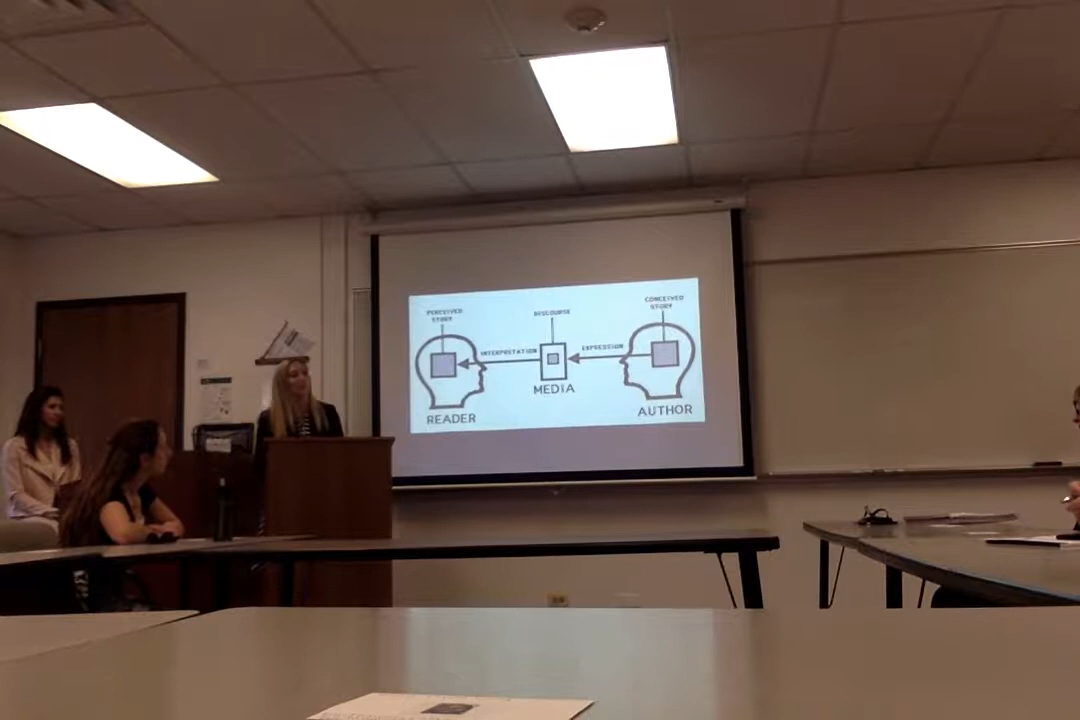 PERCEIVED
STORY
DISCOURSE
CONCEIVED
STORY
INTERPRETATION
EXPRESSION
MEDIA
READER
AUTHOR